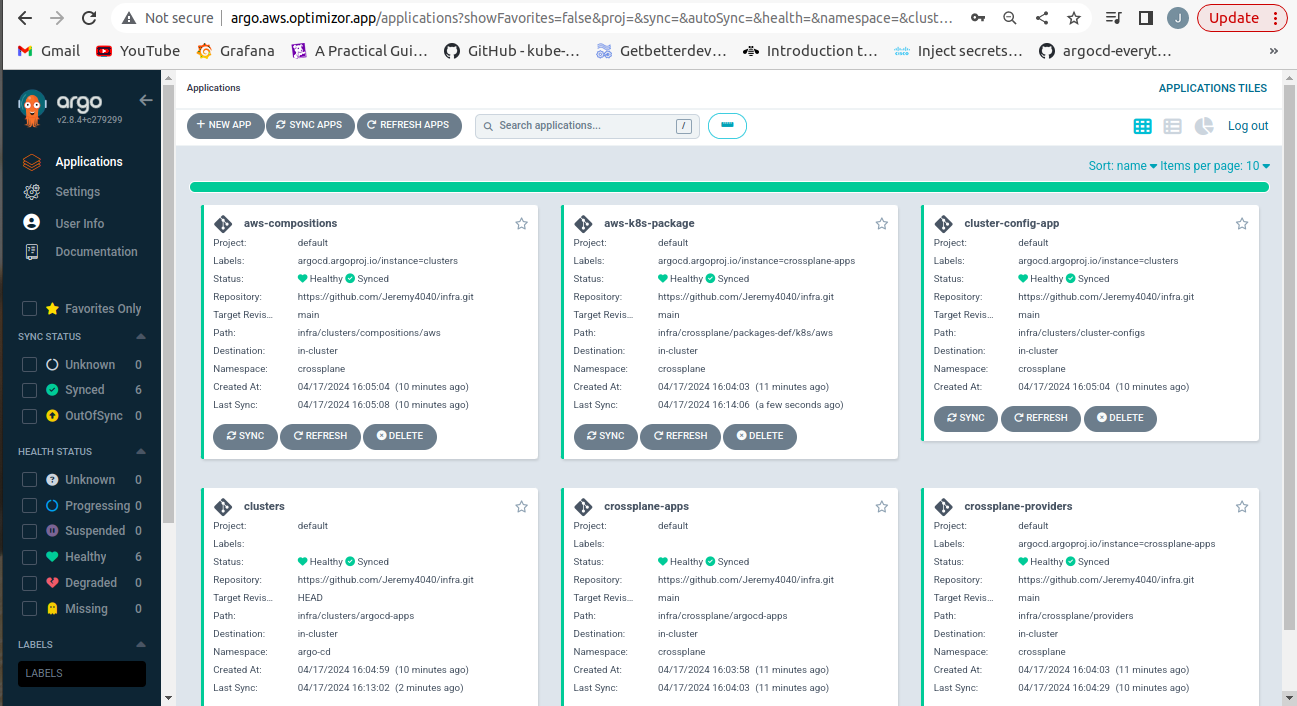 Not secure argo.aws.optimizor.app/applications?showFavorites=false&proj=&sync=&autoSync=&health=&namespace=&clust… J Update
Gmail YouTube Grafana A Practical Gui… GitHub - kube-… Getbetterdev… Introduction t… Inject secrets… argocd-everyt… »
argo
v2.8.4+c279299
Applications
Settings
User Info
Documentation
Favorites Only
SYNC STATUS
Unknown 0
Synced 6
OutOfSync 0
HEALTH STATUS
Unknown 0
Progressing 0
Suspended 0
Healthy 6
Degraded 0
Missing 0
LABELS
LABELS
Applications APPLICATIONS TILES
+ NEW APP SYNC APPS REFRESH APPS Search applications... / Log out
Sort: name Items per page: 10
aws-compositions
Project: default
Labels: argocd.argoproj.io/instance=clusters
Status: Healthy Synced
Repository: https://github.com/Jeremy4040/infra.git
Target Revis… main
Path: infra/clusters/compositions/aws
Destination: in-cluster
Namespace: crossplane
Created At: 04/17/2024 16:05:04 (10 minutes ago)
Last Sync: 04/17/2024 16:05:08 (10 minutes ago)
SYNC REFRESH DELETE
aws-k8s-package
Project: default
Labels: argocd.argoproj.io/instance=crossplane-apps
Status: Healthy Synced
Repository: https://github.com/Jeremy4040/infra.git
Target Revis… main
Path: infra/crossplane/packages-def/k8s/aws
Destination: in-cluster
Namespace: crossplane
Created At: 04/17/2024 16:04:03 (11 minutes ago)
Last Sync: 04/17/2024 16:14:06 (a few seconds ago)
SYNC REFRESH DELETE
cluster-config-app
Project: default
Labels: argocd.argoproj.io/instance=clusters
Status: Healthy Synced
Repository: https://github.com/Jeremy4040/infra.git
Target Revis… main
Path: infra/clusters/cluster-configs
Destination: in-cluster
Namespace: crossplane
Created At: 04/17/2024 16:05:04 (10 minutes ago)
SYNC REFRESH DELETE
clusters
Project: default
Labels:
Status: Healthy Synced
Repository: https://github.com/Jeremy4040/infra.git
Target Revis… HEAD
Path: infra/clusters/argocd-apps
Destination: in-cluster
Namespace: argo-cd
Created At: 04/17/2024 16:04:59 (10 minutes ago)
Last Sync: 04/17/2024 16:13:02 (2 minutes ago)
crossplane-apps
Project: default
Labels:
Status: Healthy Synced
Repository: https://github.com/Jeremy4040/infra.git
Target Revis… main
Path: infra/crossplane/argocd-apps
Destination: in-cluster
Namespace: crossplane
Created At: 04/17/2024 16:03:58 (11 minutes ago)
Last Sync: 04/17/2024 16:04:03 (11 minutes ago)
crossplane-providers
Project: default
Labels: argocd.argoproj.io/instance=crossplane-apps
Status: Healthy Synced
Repository: https://github.com/Jeremy4040/infra.git
Target Revis… main
Path: infra/crossplane/providers
Destination: in-cluster
Namespace: crossplane
Created At: 04/17/2024 16:04:03 (11 minutes ago)
Last Sync: 04/17/2024 16:04:29 (10 minutes ago)